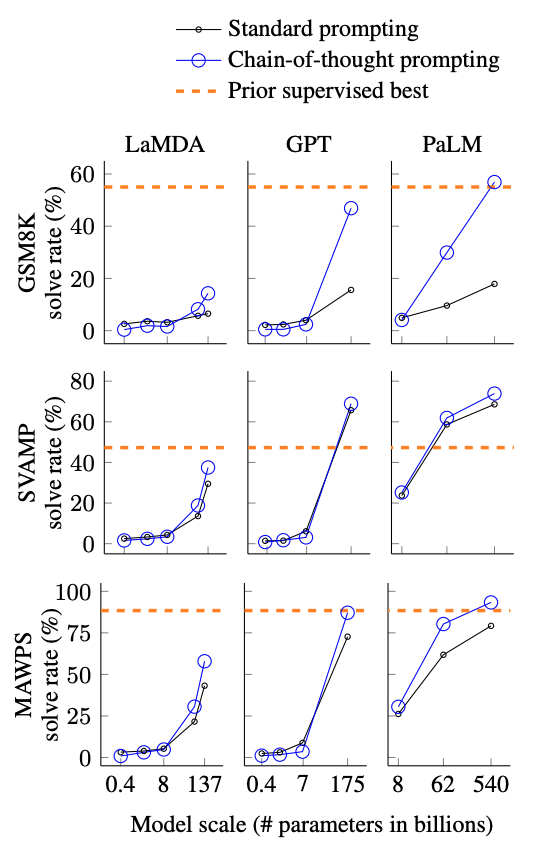 Standard prompting
Chain-of-thought prompting
Prior supervised best
LaMDA GPT PaLM
GSM8K
solve rate (%)
60
40
20
0
SVAMP
solve rate (%)
80
60
40
20
0
MAWPS
solve rate (%)
100
75
50
25
0
0.4 8 137 0.4 7 175 8 62 540
Model scale (# parameters in billions)